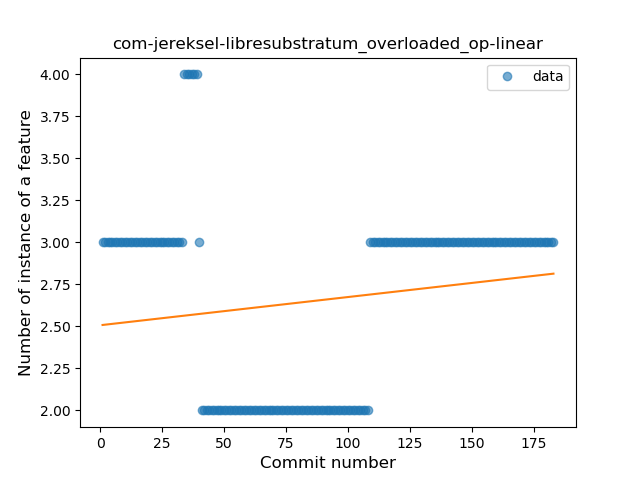 com-jereksel-libresubstratum_overloaded_op-linear
data
Number of instance of a feature
4.00
3.75
3.50
3.25
3.00
2.75
2.50
2.25
2.00
0 25 50 75 100 125 150 175
Commit number